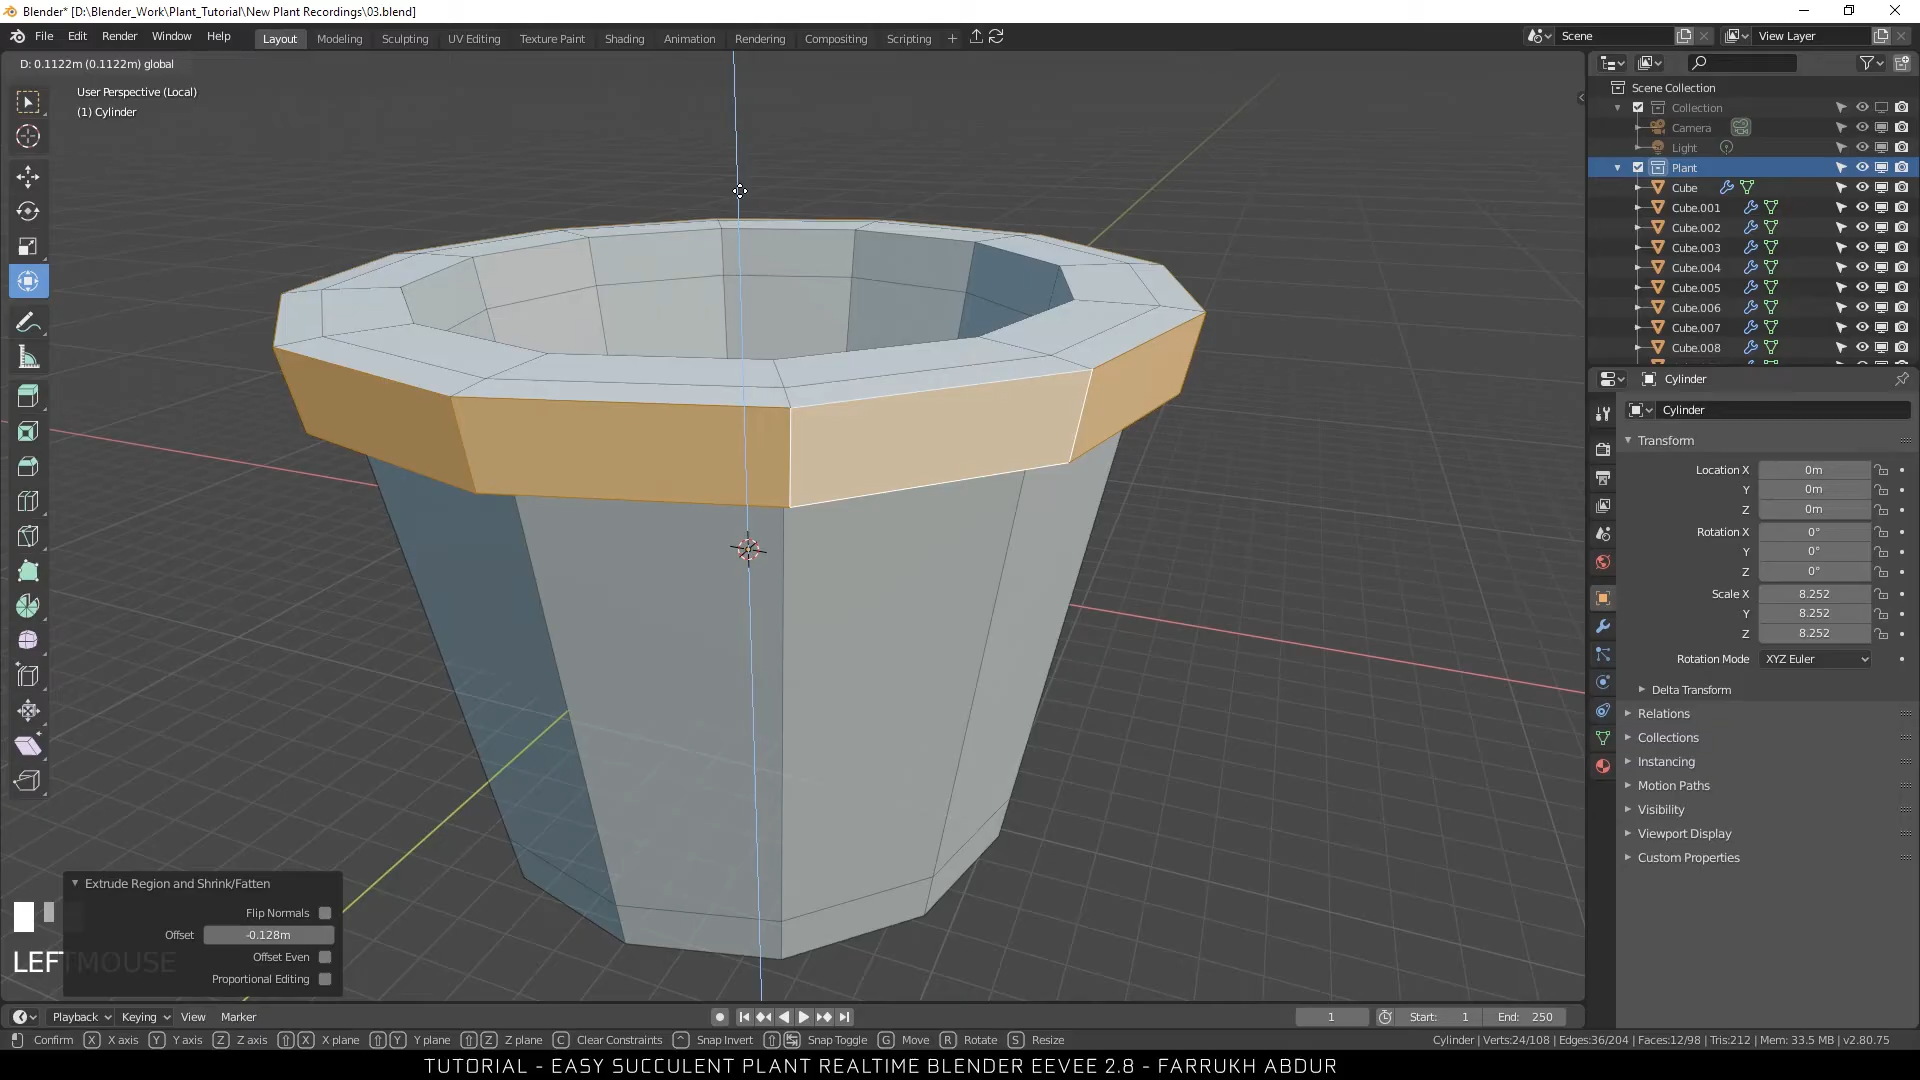 Blender* [D:\Blender_Work\Plant_Tutorial\New Plant Recordings\03.blend]
File Edit Render Window Help Layout Modeling Sculpting UV Editing Texture Paint Shading Animation Rendering Compositing Scripting + Scene View Layer
D: 0.1122m (0.1122m) global
User Perspective (Local)
(1) Cylinder
Scene Collection
Collection
Camera
Light
Plant
Cube
Cube.001
Cube.002
Cube.003
Cube.004
Cube.005
Cube.006
Cube.007
Cube.008
Cylinder
Cylinder
Transform
Location X 0m
Y 0m
Z 0m
Rotation X 0°
Y 0°
Z 0°
Scale X 8.252
Y 8.252
Z 8.252
Rotation Mode XYZ Euler
Delta Transform
Relations
Collections
Instancing
Motion Paths
Visibility
Viewport Display
Custom Properties
Extrude Region and Shrink/Fatten
Flip Normals
Offset -0.128m
Offset Even
Proportional Editing
LEFTMOUSE
Playback Keying View Marker 1 Start: 1 End: 250
Confirm X X axis Y Y axis Z Z axis X X plane Y Y plane Z Z plane C Clear Constraints ^ Snap Invert Snap Toggle G Move R Rotate S Resize Cylinder | Verts:24/108 | Edges:36/204 | Faces:12/98 | Tris:212 | Mem: 33.5 MB | v2.80.75
TUTORIAL - EASY SUCCULENT PLANT REALTIME BLENDER EEVEE 2.8 - FARRUKH ABDUR